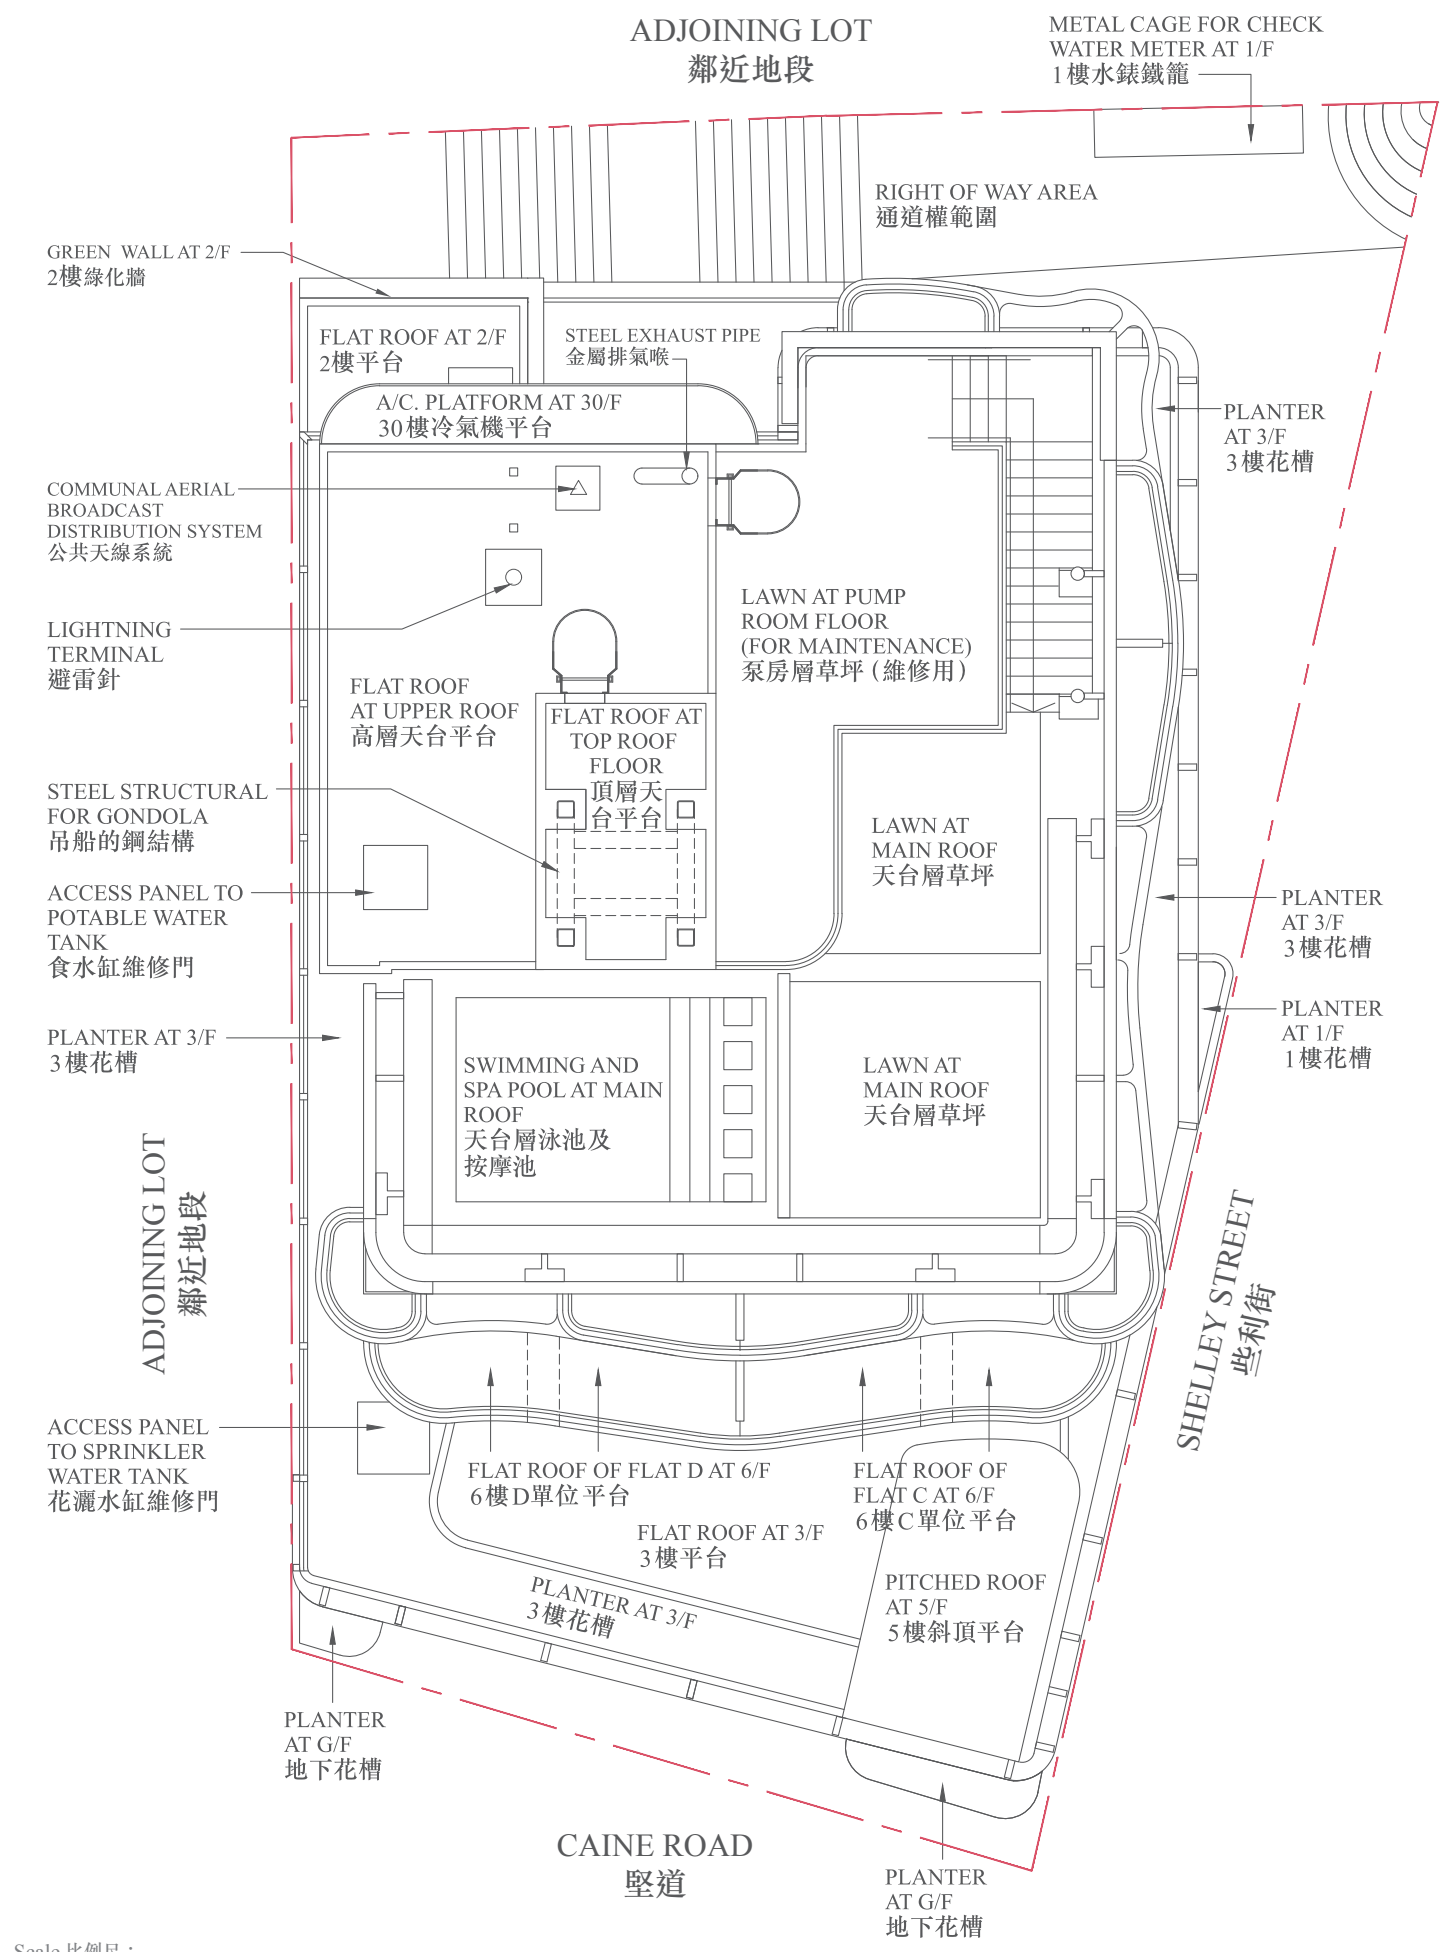 ADJOINING LOT
鄰近地段
METAL CAGE FOR CHECK
WATER METER AT 1/F
1樓水錶鐵籠
RIGHT OF WAY AREA
通道權範圍
GREEN WALL AT 2/F
2樓綠化牆
FLAT ROOF AT 2/F
2樓平台
STEEL EXHAUST PIPE
金屬排氣喉
A/C. PLATFORM AT 30/F
30樓冷氣機平台
PLANTER
AT 3/F
3樓花槽
COMMUNAL AERIAL
BROADCAST
DISTRIBUTION SYSTEM
公共天線系統
LIGHTNING
TERMINAL
避雷針
LAWN AT PUMP
ROOM FLOOR
(FOR MAINTENANCE)
泵房層草坪 (維修用)
FLAT ROOF
AT UPPER ROOF
高層天台平台
FLAT ROOF AT
TOP ROOF
FLOOR
頂層天
台平台
STEEL STRUCTURAL
FOR GONDOLA
吊船的鋼結構
LAWN AT
MAIN ROOF
天台層草坪
ACCESS PANEL TO
POTABLE WATER
TANK
食水缸維修門
PLANTER
AT 3/F
3樓花槽
PLANTER AT 3/F
3樓花槽
PLANTER
AT 1/F
1樓花槽
SWIMMING AND
SPA POOL AT MAIN
ROOF
天台層泳池及
按摩池
LAWN AT
MAIN ROOF
天台層草坪
ADJOINING LOT
鄰近地段
SHELLEY STREET
些利街
ACCESS PANEL
TO SPRINKLER
WATER TANK
花灑水缸維修門
FLAT ROOF OF FLAT D AT 6/F
6樓D單位平台
FLAT ROOF OF
FLAT C AT 6/F
6樓C單位平台
FLAT ROOF AT 3/F
3樓平台
PLANTER AT 3/F
3樓花槽
PITCHED ROOF
AT 5/F
5樓斜頂平台
PLANTER
AT G/F
地下花槽
CAINE ROAD
堅道
PLANTER
AT G/F
地下花槽
Scale 比例尺：